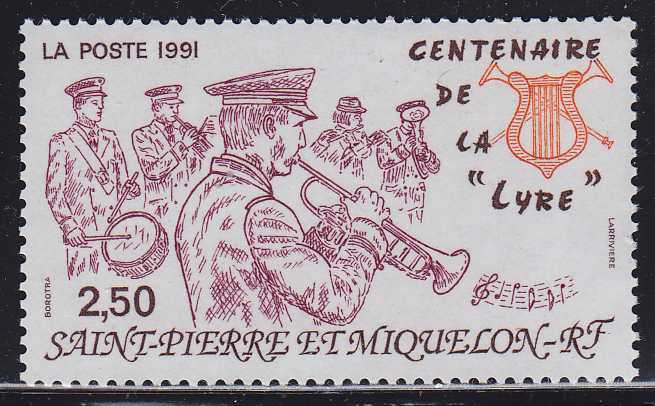 LA POSTE 1991
CENTENAIRE
DE
LA
"LYRE"
BOROTRA
LARRIVIERE
2,50
SAINT-PIERRE ET MIQUELON-RF